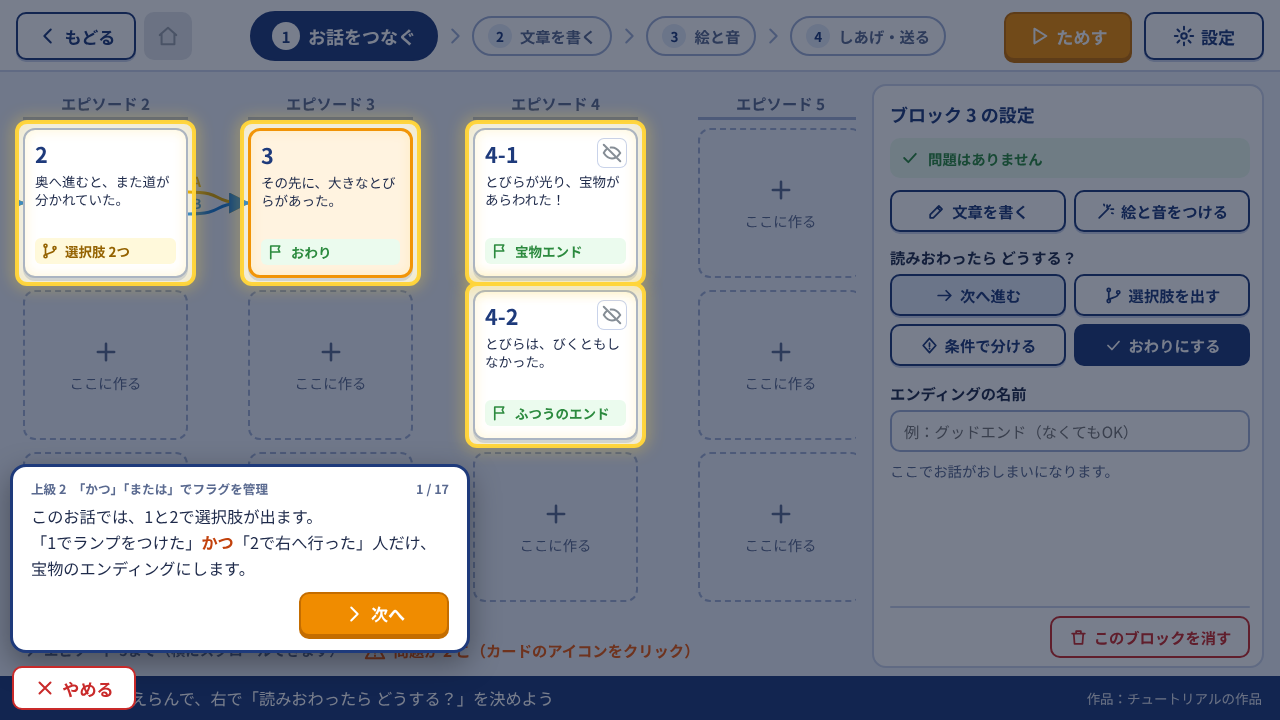 もどる
1 お話をつなぐ
2 文章を書く
3 絵と音
4 しあげ・送る
ためす
設定
エピソード 2
エピソード 3
エピソード 4
エピソード 5
2
奥へ進むと、また道が
分かれていた。
選択肢 2つ
A
B
3
その先に、大きなとび
らがあった。
おわり
4-1
とびらが光り、宝物が
あらわれた！
宝物エンド
ここに作る
ここに作る
ここに作る
4-2
とびらは、びくともし
なかった。
ふつうのエンド
ここに作る
ここに作る
ここに作る
ブロック 3 の設定
問題はありません
文章を書く
絵と音をつける
読みおわったら どうする？
次へ進む
選択肢を出す
条件で分ける
おわりにする
エンディングの名前
例：グッドエンド（なくてもOK）
ここでお話がおしまいになります。
このブロックを消す
上級 2 「かつ」「または」でフラグを管理
1 / 17
このお話では、1と2で選択肢が出ます。
「1でランプをつけた」かつ「2で右へ行った」人だけ、
宝物のエンディングにします。
次へ
（カードのアイコンをクリック）
やめる
えらんで、右で「読みおわったら どうする？」を決めよう
作品：チュートリアルの作品